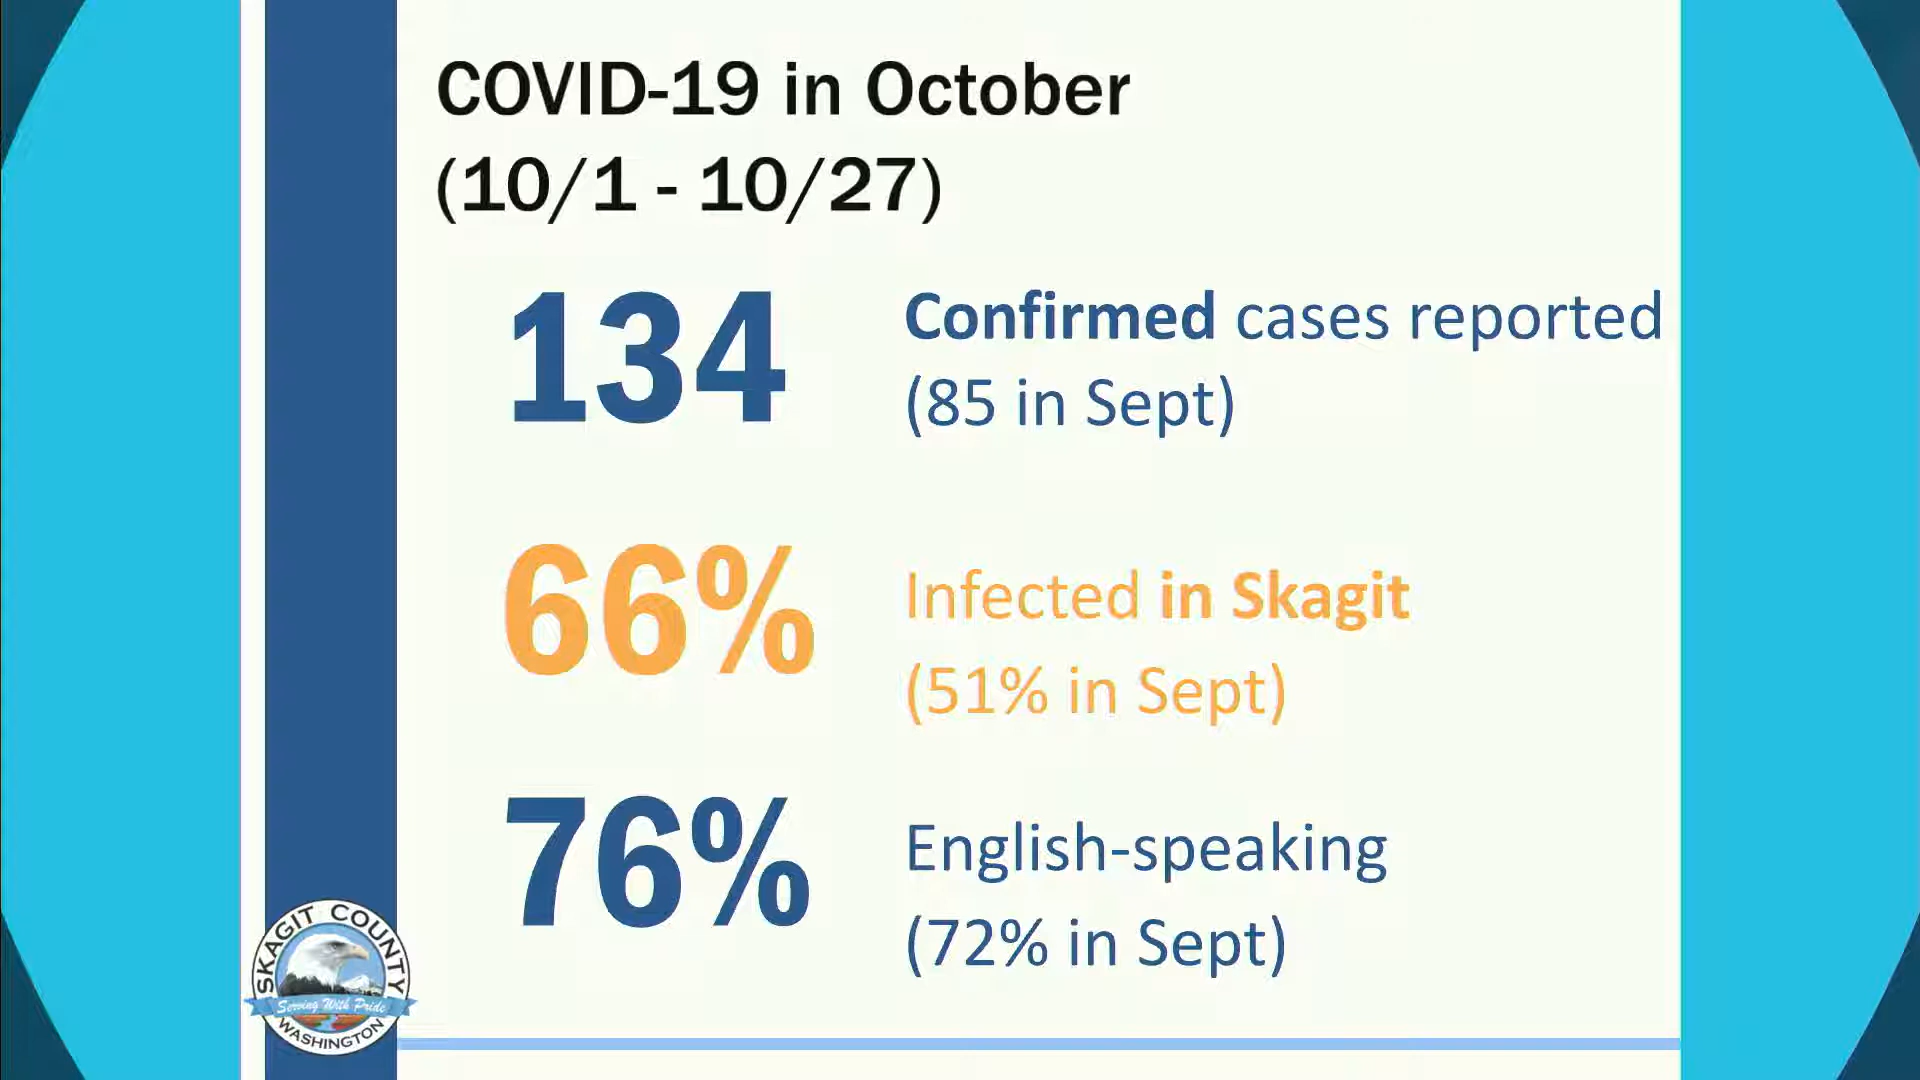 COVID-19 in October
(10/1 - 10/27)
134
Confirmed cases reported
(85 in Sept)
66%
Infected in Skagit
(51% in Sept)
76%
English-speaking
(72% in Sept)
SKAGIT COUNTY
Serving With Pride
WASHINGTON